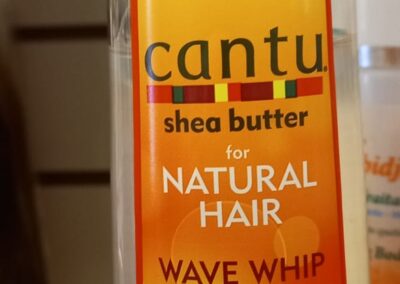 cantu.
shea butter
for
NATURAL
HAIR
WAVE WHIP